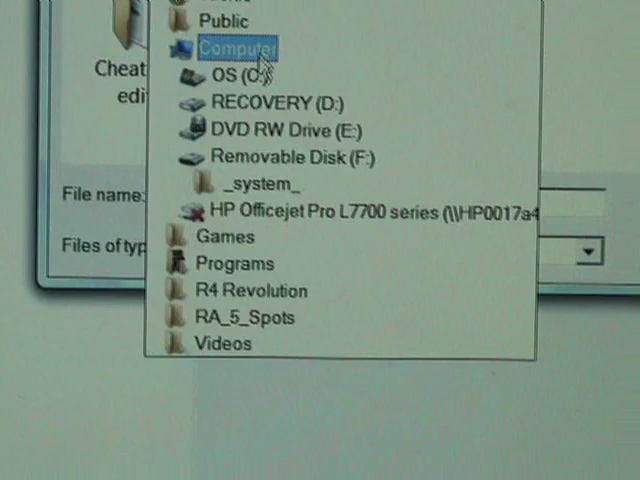 Public
Computer
OS (C:)
RECOVERY (D:)
DVD RW Drive (E:)
Removable Disk (F:)
_system_
HP Officejet Pro L7700 series (\\HP0017a4
Games
Programs
R4 Revolution
RA_5_Spots
Videos
Cheat
edi
File name:
Files of typ